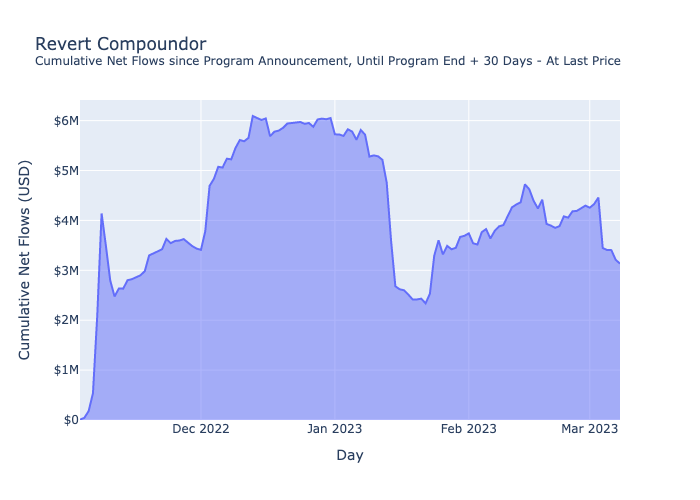 Revert Compoundor
Cumulative Net Flows since Program Announcement, Until Program End + 30 Days - At Last Price
Cumulative Net Flows (USD)
$6M
$5M
$4M
$3M
$2M
$1M
$0
Dec 2022
Jan 2023
Feb 2023
Mar 2023
Day